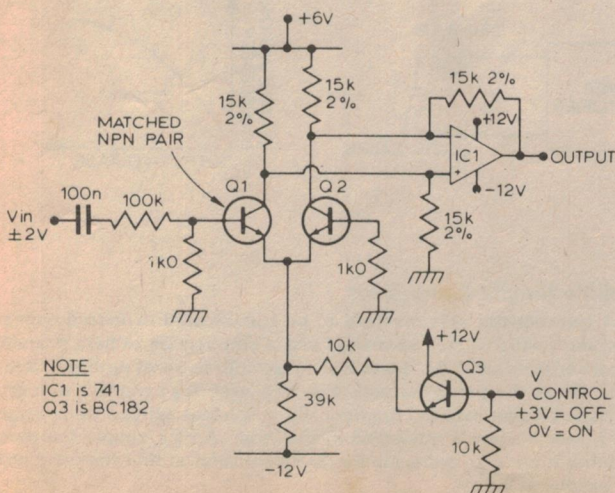 +6V
15k
2%
15k
2%
15k 2%
MATCHED
NPN PAIR
+12V
IC1
−
+
OUTPUT
-12V
100n
100k
Q1
Q2
Vin
±2V
1k0
1k0
15k
2%
+12V
10k
Q3
V
CONTROL
+3V = OFF
0V = ON
NOTE
IC1 is 741
Q3 is BC182
39k
10k
-12V